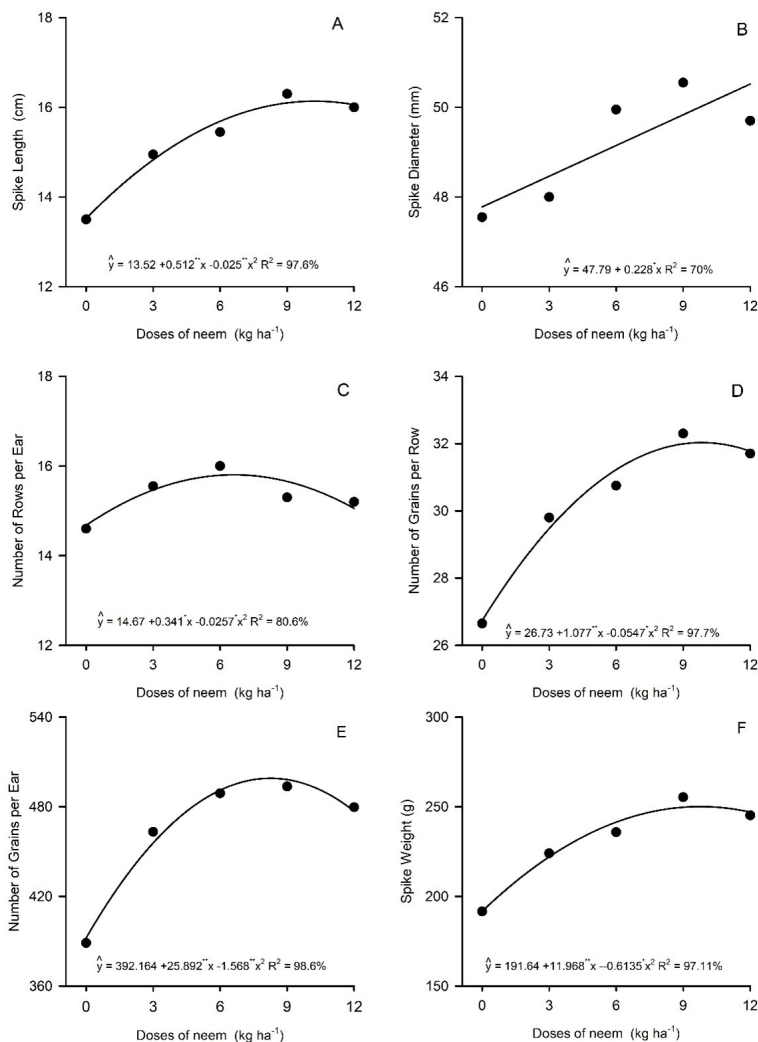 A
18
16
14
12
Spike Length (cm)
ŷ = 13.52 +0.512**x -0.025**x² R² = 97.6%
0 3 6 9 12
Doses of neem (kg ha⁻¹)
B
52
50
48
46
Spike Diameter (mm)
ŷ = 47.79 + 0.228*x R² = 70%
0 3 6 9 12
Doses of neem (kg ha⁻¹)
C
18
16
14
12
Number of Rows per Ear
ŷ = 14.67 +0.341*x -0.0257*x² R² = 80.6%
0 3 6 9 12
Doses of neem (kg ha⁻¹)
D
34
32
30
28
26
Number of Grains per Row
ŷ = 26.73 +1.077**x -0.0547*x² R² = 97.7%
0 3 6 9 12
Doses of neem (kg ha⁻¹)
E
540
480
420
360
Number of Grains per Ear
ŷ = 392.164 +25.892**x -1.568**x² R² = 98.6%
0 3 6 9 12
Doses of neem (kg ha⁻¹)
F
300
250
200
150
Spike Weight (g)
ŷ = 191.64 +11.968**x --0.6135*x² R² = 97.11%
0 3 6 9 12
Doses of neem (kg ha⁻¹)